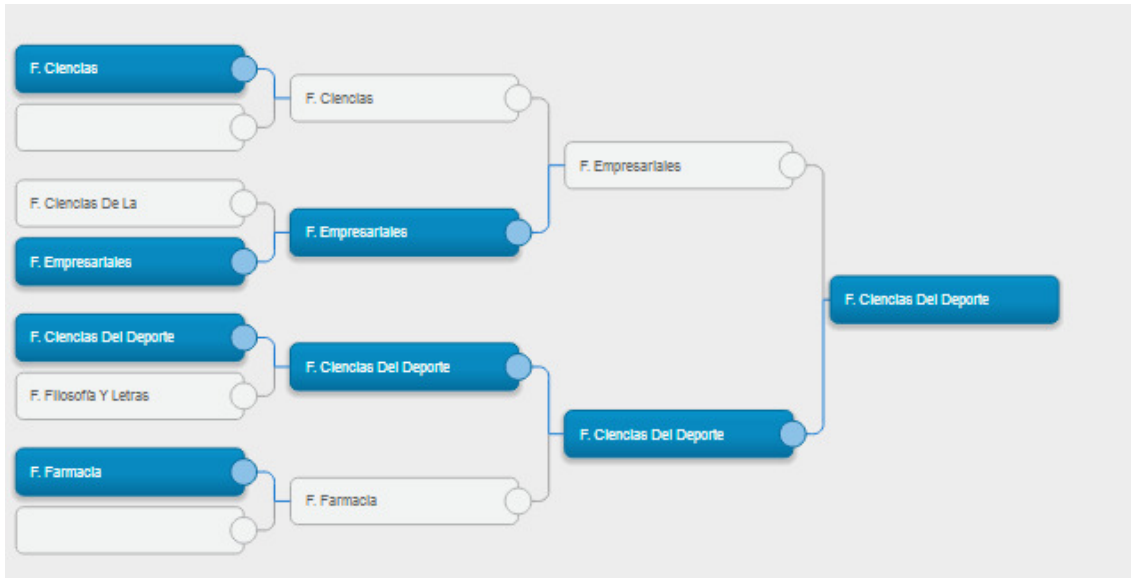 F. Ciencias
F. Ciencias
F. Empresariales
F. Ciencias De La
F. Empresariales
F. Empresariales
F. Ciencias Del Deporte
F. Ciencias Del Deporte
F. Ciencias Del Deporte
F. Filosofía Y Letras
F. Ciencias Del Deporte
F. Farmacia
F. Farmacia